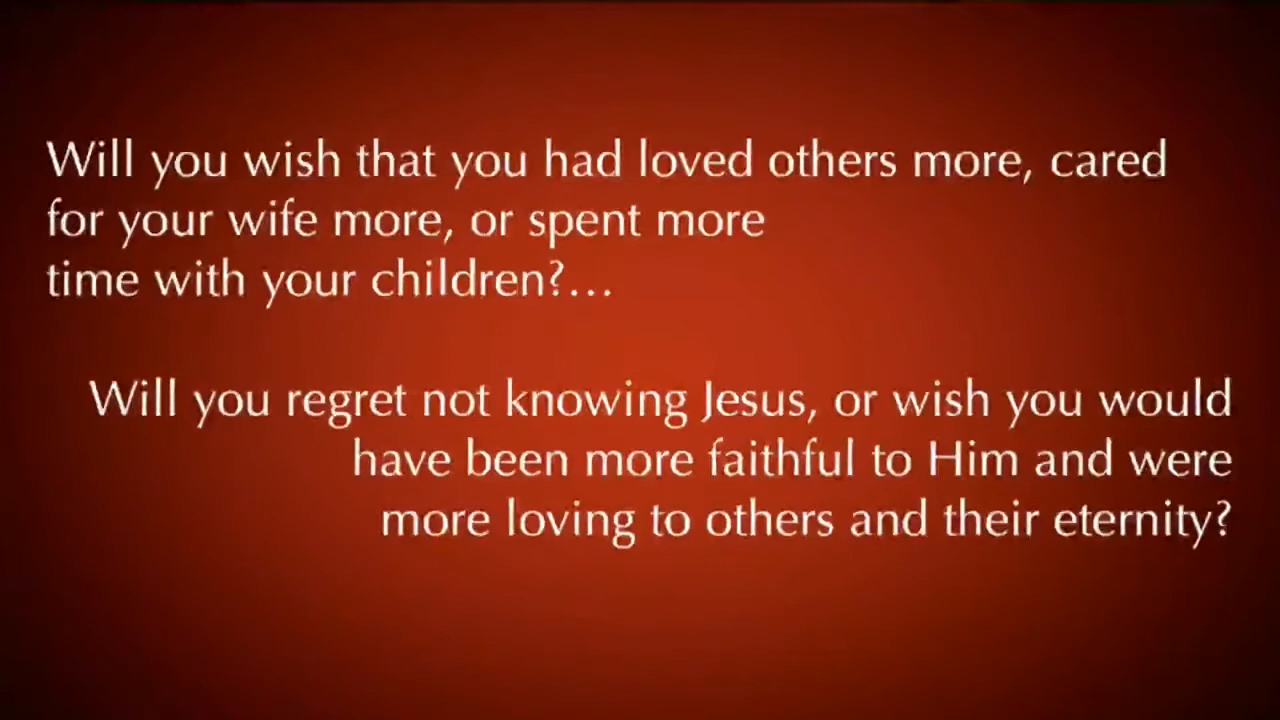 Will you wish that you had loved others more, cared
for your wife more, or spent more
time with your children?...
Will you regret not knowing Jesus, or wish you would
have been more faithful to Him and were
more loving to others and their eternity?